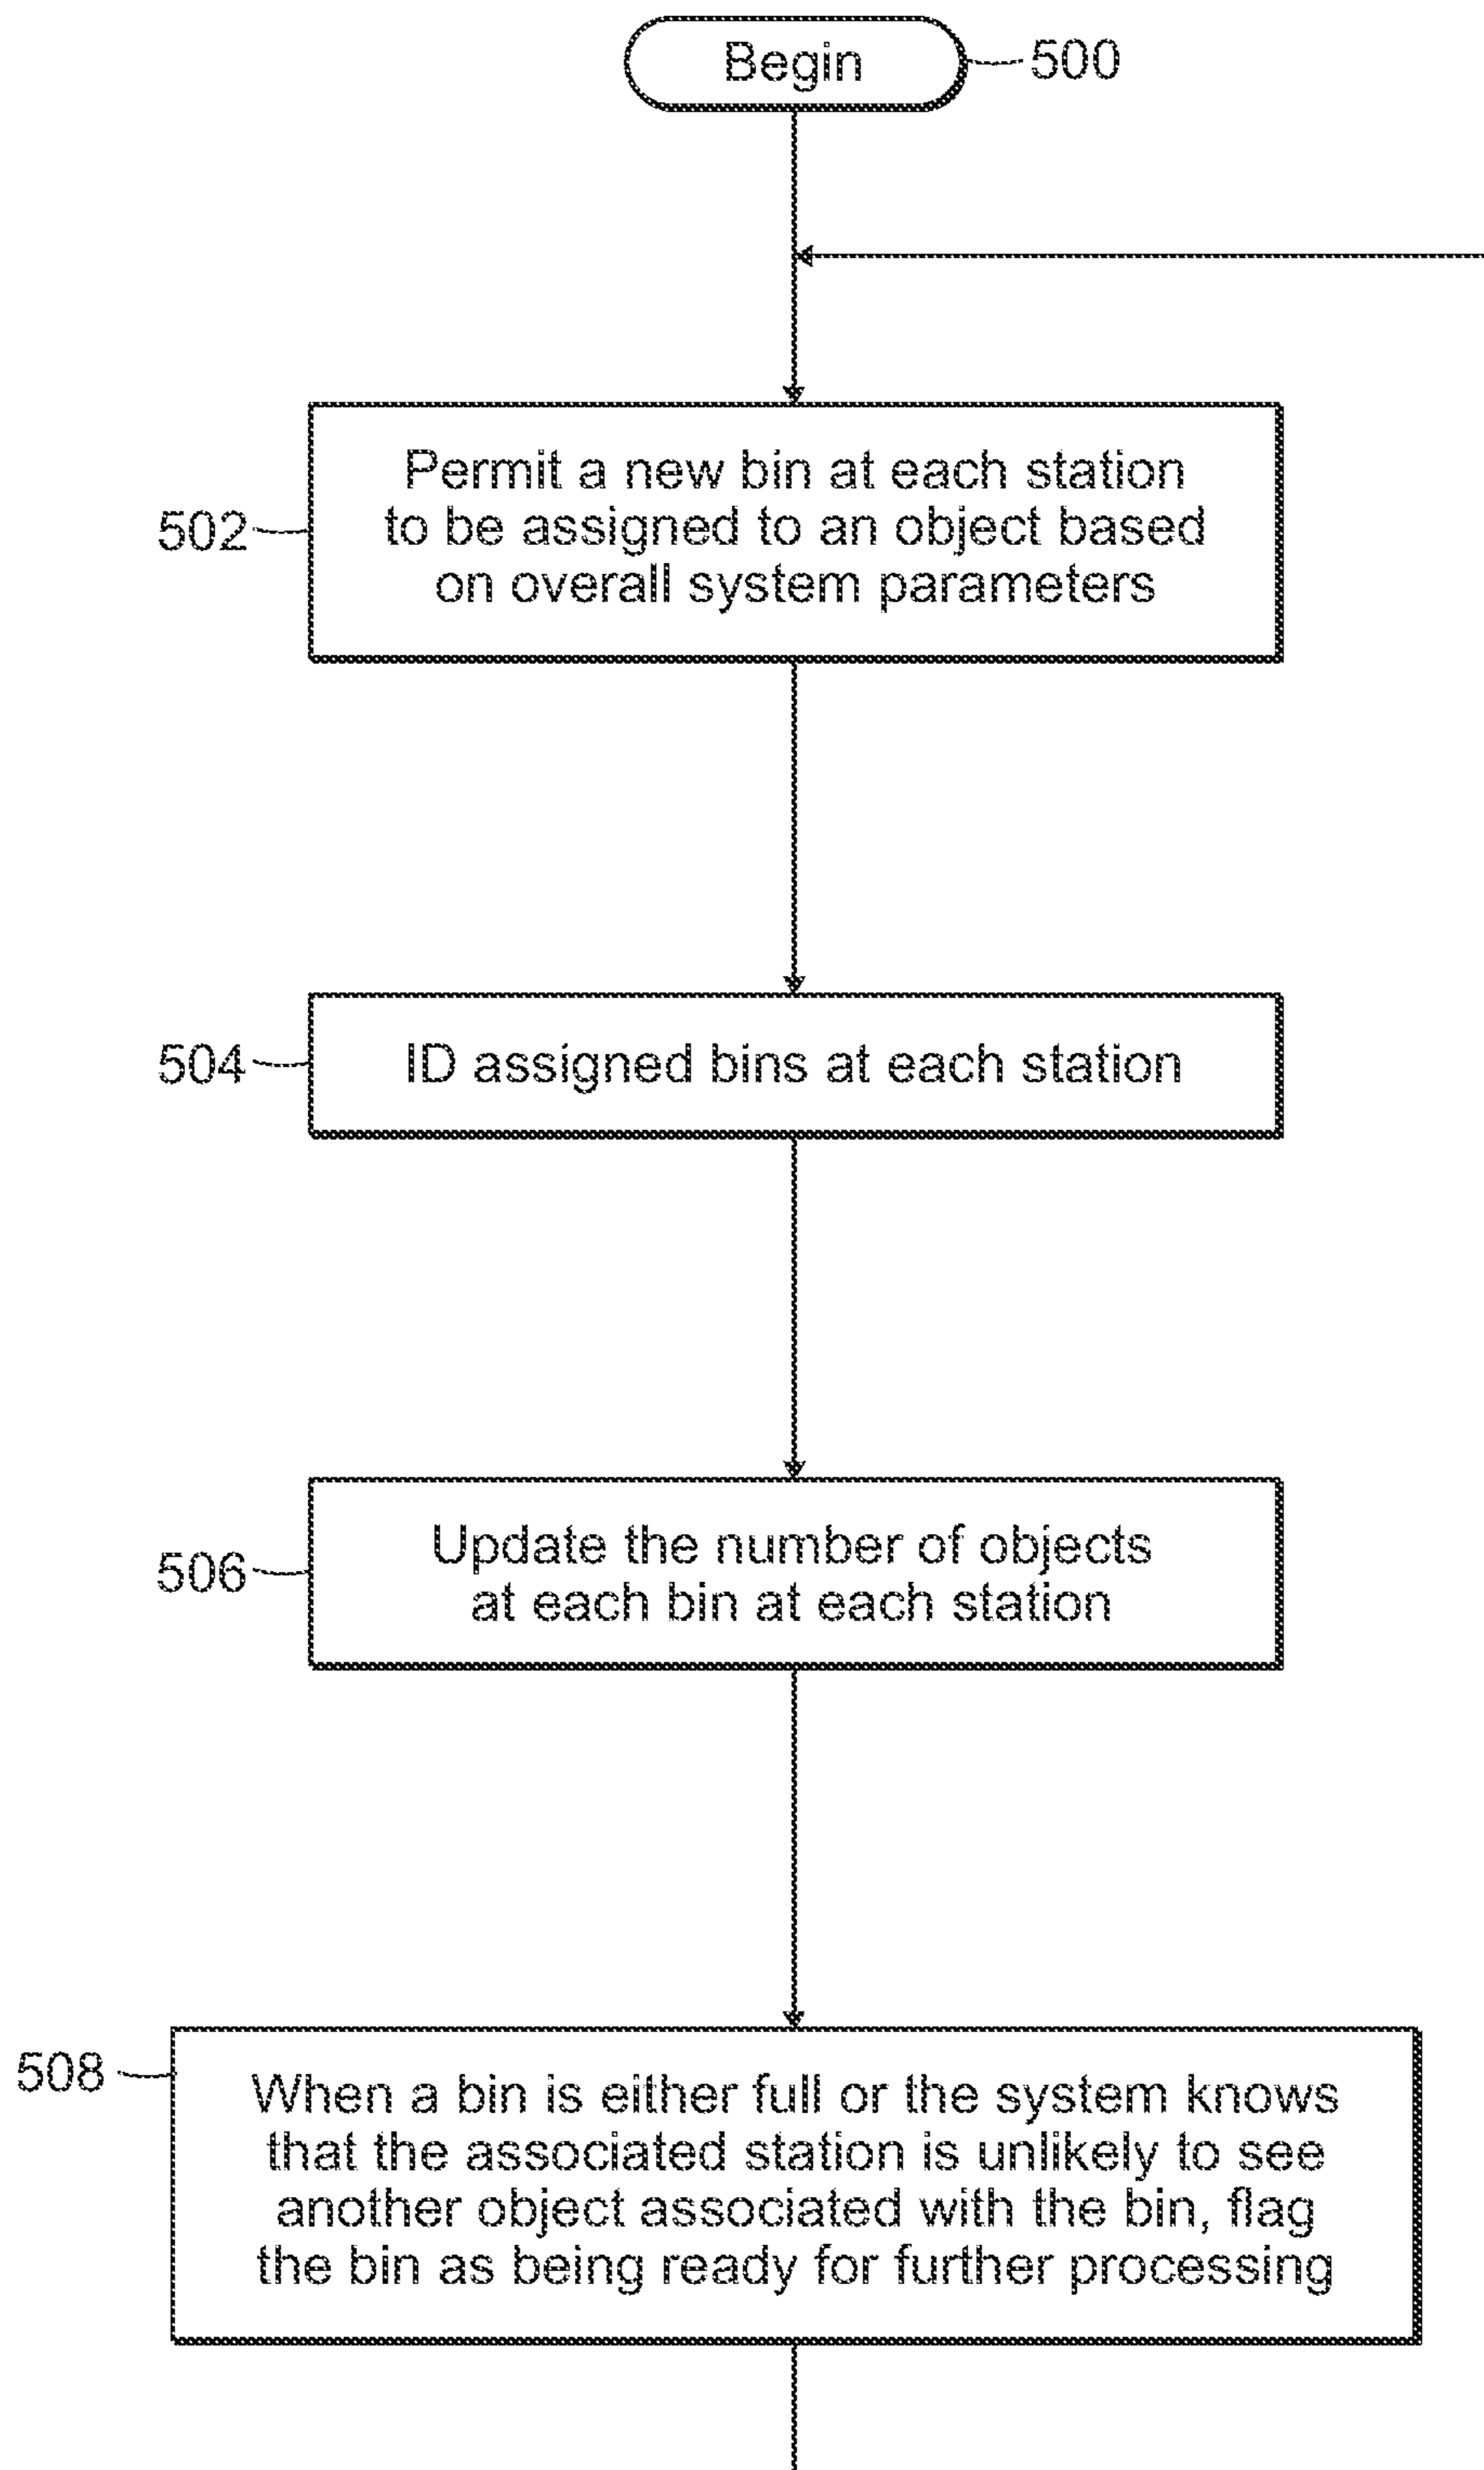 Begin
500
Permit a new bin at each station
to be assigned to an object based
on overall system parameters
502
ID assigned bins at each station
504
Update the number of objects
at each bin at each station
506
508
When a bin is either full or the system knows
that the associated station is unlikely to see
another object associated with the bin, flag
the bin as being ready for further processing